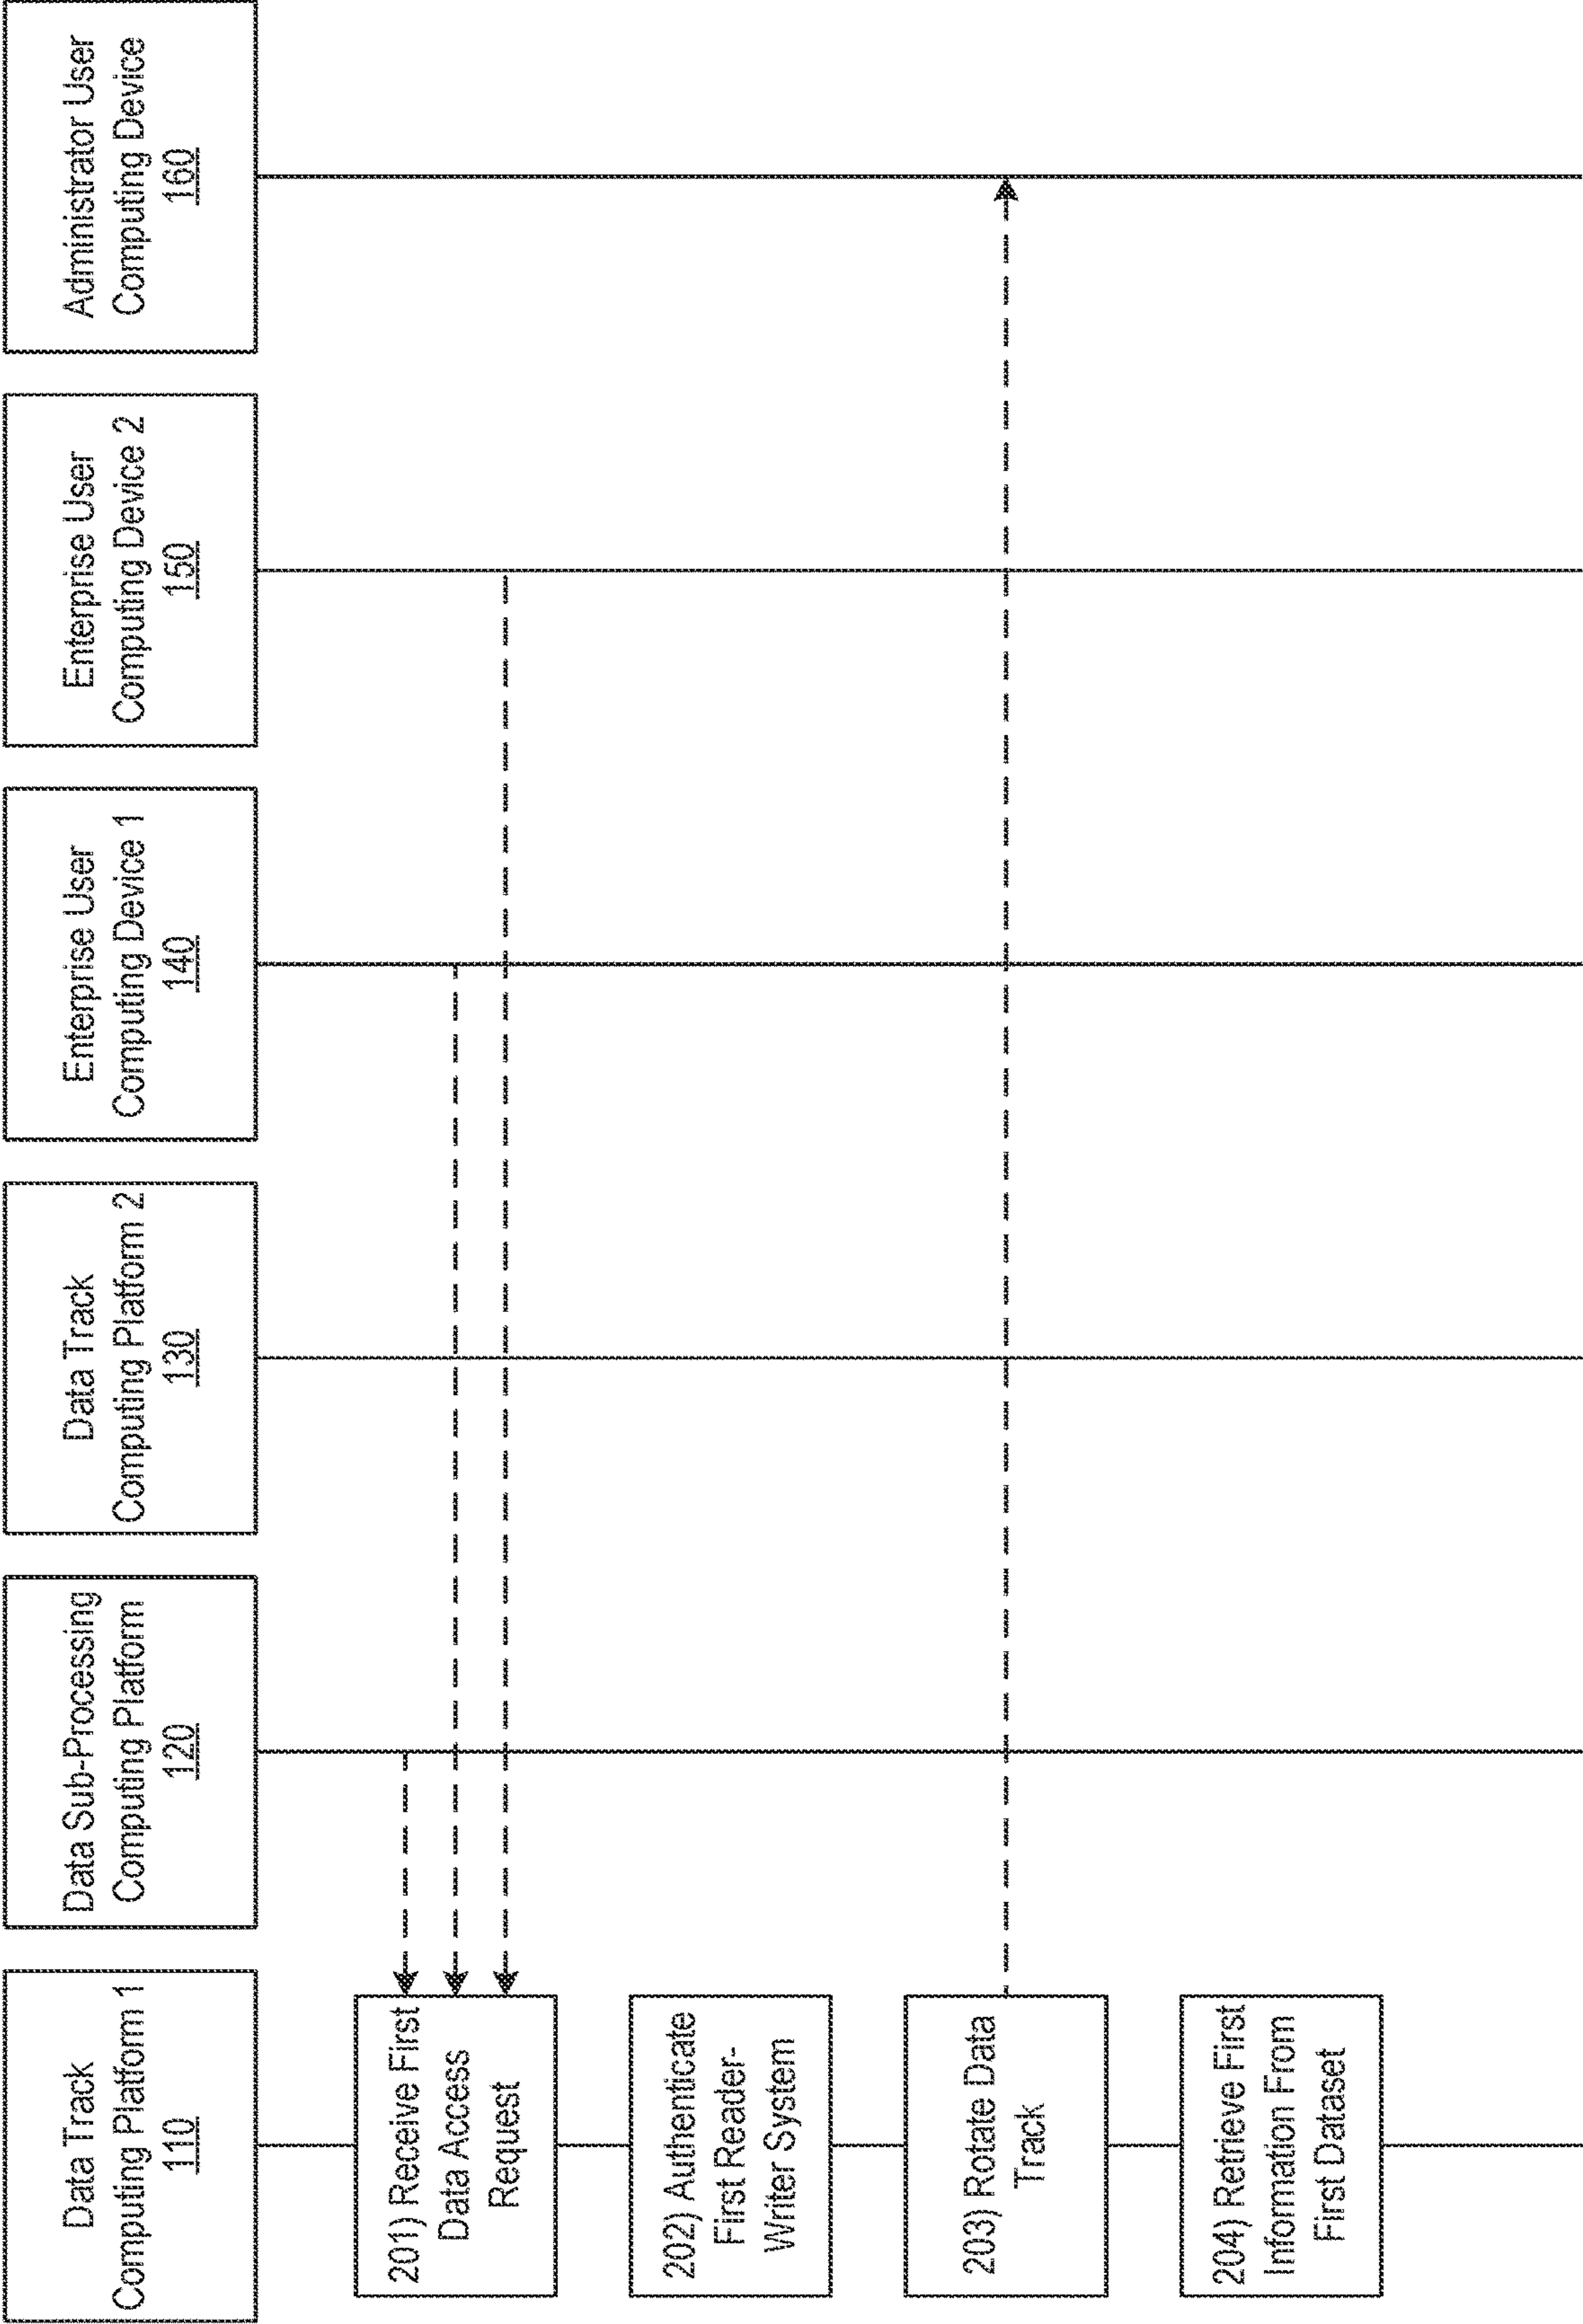 Data Track
Computing Platform 1
110
Data Sub-Processing
Computing Platform
120
Data Track
Computing Platform 2
130
Enterprise User
Computing Device 1
140
Enterprise User
Computing Device 2
150
Administrator User
Computing Device
160
201) Receive First
Data Access
Request
202) Authenticate
First Reader-
Writer System
203) Rotate Data
Track
204) Retrieve First
Information From
First Dataset